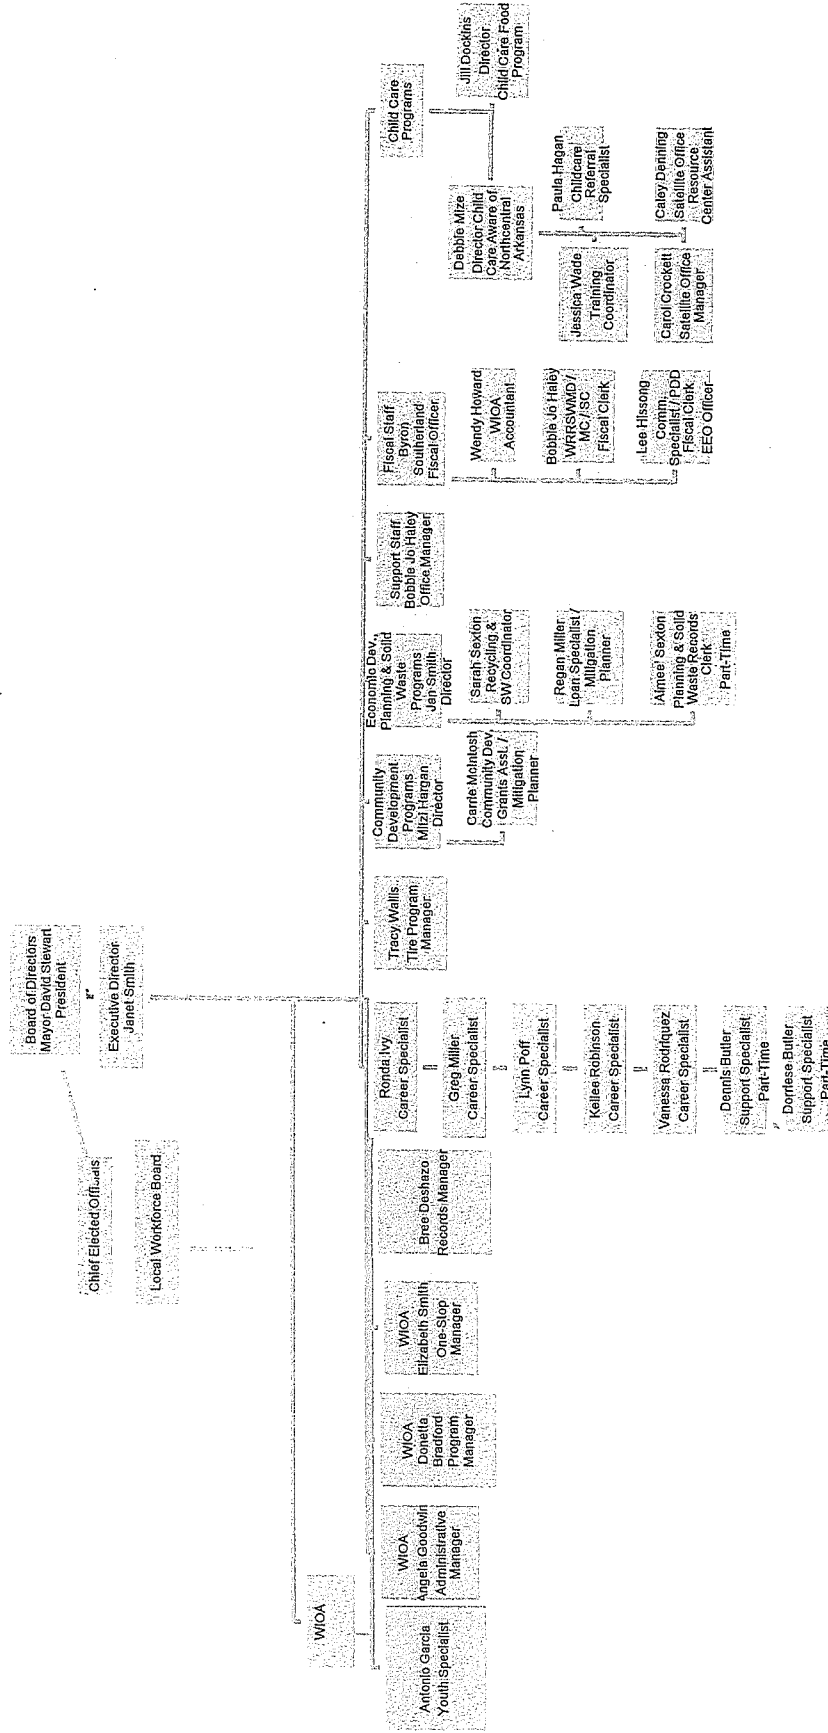 Board of Directors
Mayor David Stewart
President
Executive Director
Janet Smith
Chief Elected Officials
Local Workforce Board
WIOA
Antonio Garcia
Youth Specialist
WIOA
Angela Goodwin
Administrative
Manager
WIOA
Donetta
Bradford
Program
Manager
WIOA
Elizabeth Smith
One-Stop
Manager
Bree Deshazo
Records Manager
Ronda Ivy
Career Specialist
Greg Miller
Career Specialist
Lynn Poff
Career Specialist
Kellee Robinson
Career Specialist
Vanessa Rodriquez
Career Specialist
Dennis Butler
Support Specialist
Part-Time
Dorriese Butler
Support Specialist
Part-Time
Tracy Wallis
Tire Program
Manager
Community
Development
Programs
Mitzi Hargan
Director
Carrie McIntosh
Community Dev.
Grants Asst. /
Mitigation
Planner
Economic Dev.,
Planning & Solid
Waste
Programs
Jan Smith
Director
Sarah Sexton
Recycling &
SW Coordinator
Regan Miller
Loan Specialist /
Mitigation
Planner
Aimee' Sexton
Planning & Solid
Waste Records
Clerk
Part-Time
Support Staff
Bobbie Jo Haley
Office Manager
Fiscal Staff
Byron
Southerland
Fiscal Officer
Wendy Howard
WIOA
Accountant
Bobbie Jo Haley
WRRSWMD /
MC / SC
Fiscal Clerk
Lee Hissong
Comm.
Specialist / PDD
Fiscal Clerk
EEO Officer
Child Care
Programs
Debbie Mize
Director Child
Care Aware of
Northcentral
Arkansas
Jill Dockins
Director
Child Care Food
Program
Jessica Wade
Training
Coordinator
Paula Hagan
Childcare
Referral
Specialist
Carol Crockett
Satellite Office
Manager
Caley Denning
Satellite Office
Resource
Center Assistant